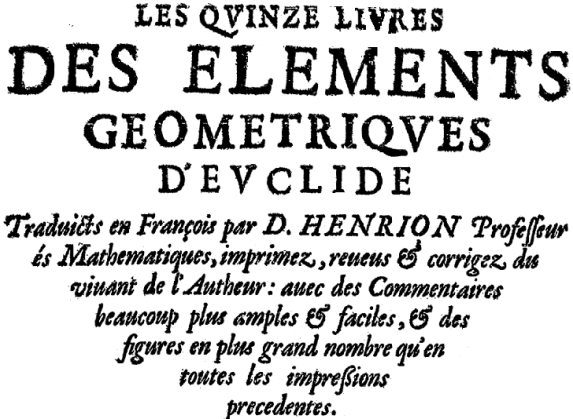 LES QVINZE LIVRES
DES ELEMENTS
GEOMETRIQVES
D'EVCLIDE
Traduicts en François par D. HENRION Professeur
és Mathematiques, imprimez, reueus & corrigez du
viuant de l'Autheur: auec des Commentaires
beaucoup plus amples & faciles, & des
figures en plus grand nombre qu'en
toutes les impreßions
precedentes.